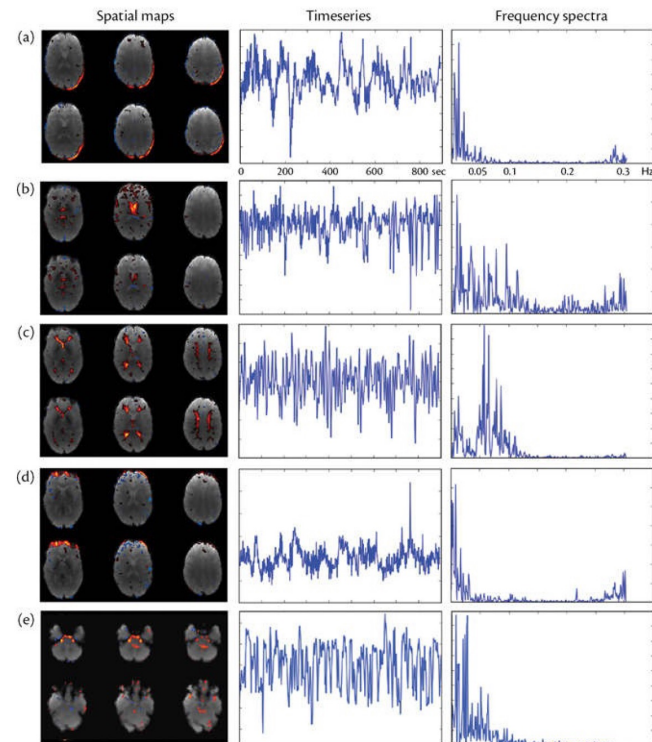 Spatial maps Timeseries Frequency spectra
(a)
0 200 400 600 800 sec 0.05 0.1 0.2 0.3 Hz
(b)
(c)
(d)
(e)